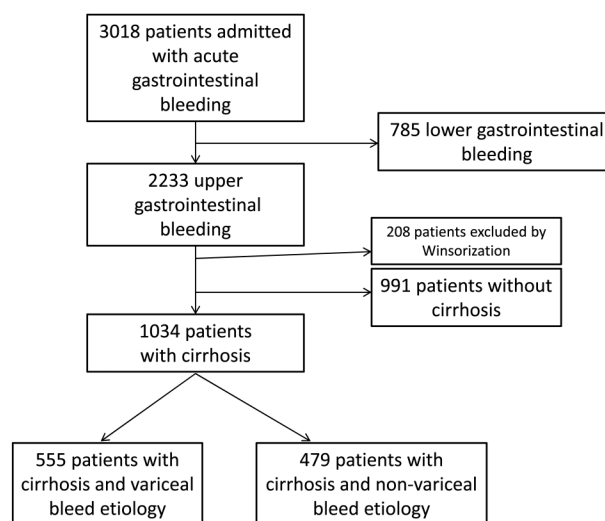 3018 patients admitted
with acute
gastrointestinal
bleeding
785 lower gastrointestinal
bleeding
2233 upper
gastrointestinal
bleeding
208 patients excluded by
Winsorization
991 patients without
cirrhosis
1034 patients
with cirrhosis
555 patients with
cirrhosis and variceal
bleed etiology
479 patients with
cirrhosis and non-variceal
bleed etiology